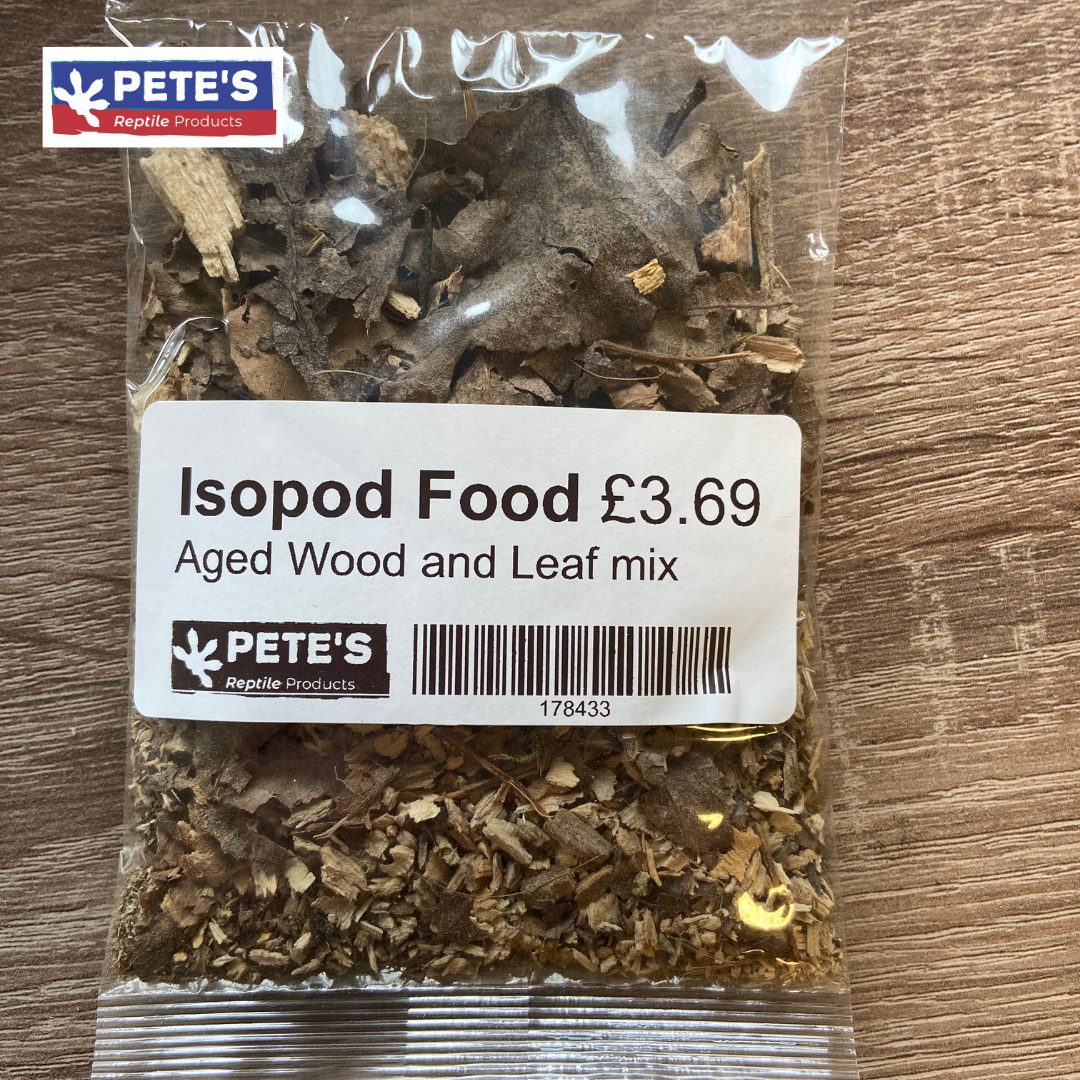 PETE'S
Reptile Products
Isopod Food £3.69
Aged Wood and Leaf mix
PETE'S
Reptile Products
178433